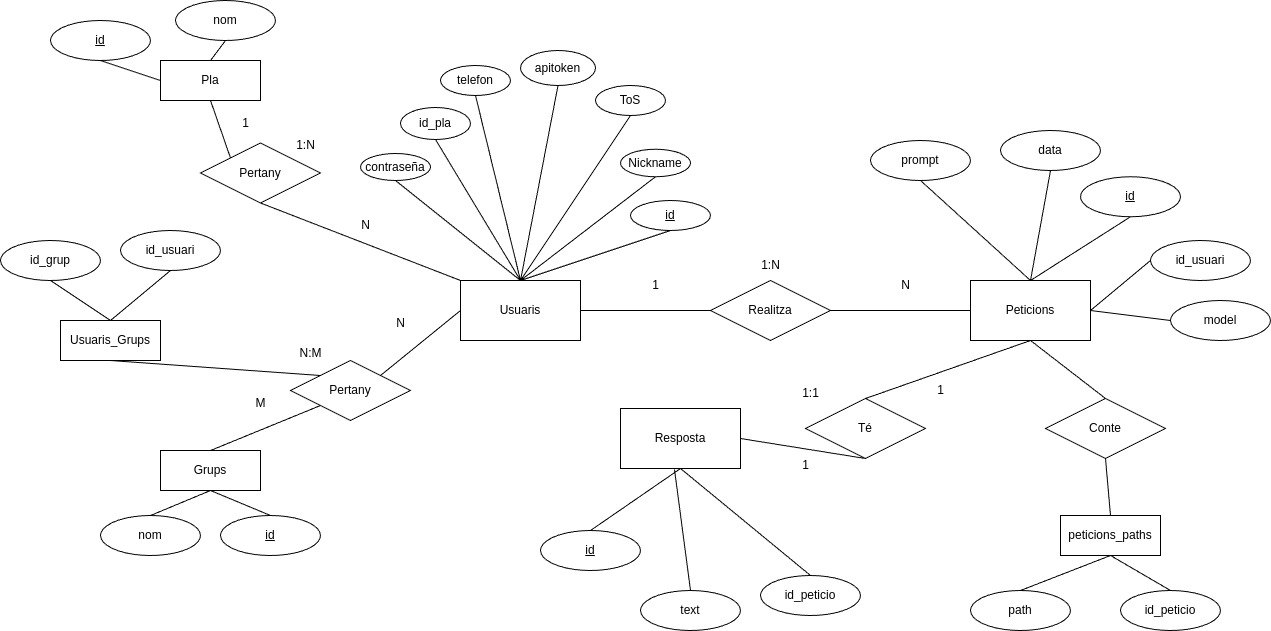 nom
id
Pla
apitoken
telefon
ToS
id_pla
1
1:N
Pertany
contraseña
Nickname
id
N
prompt
data
id
id_usuari
model
id_grup
id_usuari
Usuaris_Grups
Usuaris
1
1:N
Realitza
N
Peticions
N
N:M
Pertany
M
Grups
nom
id
1:1
1
Té
1
Resposta
id
text
id_peticio
Conte
peticions_paths
path
id_peticio